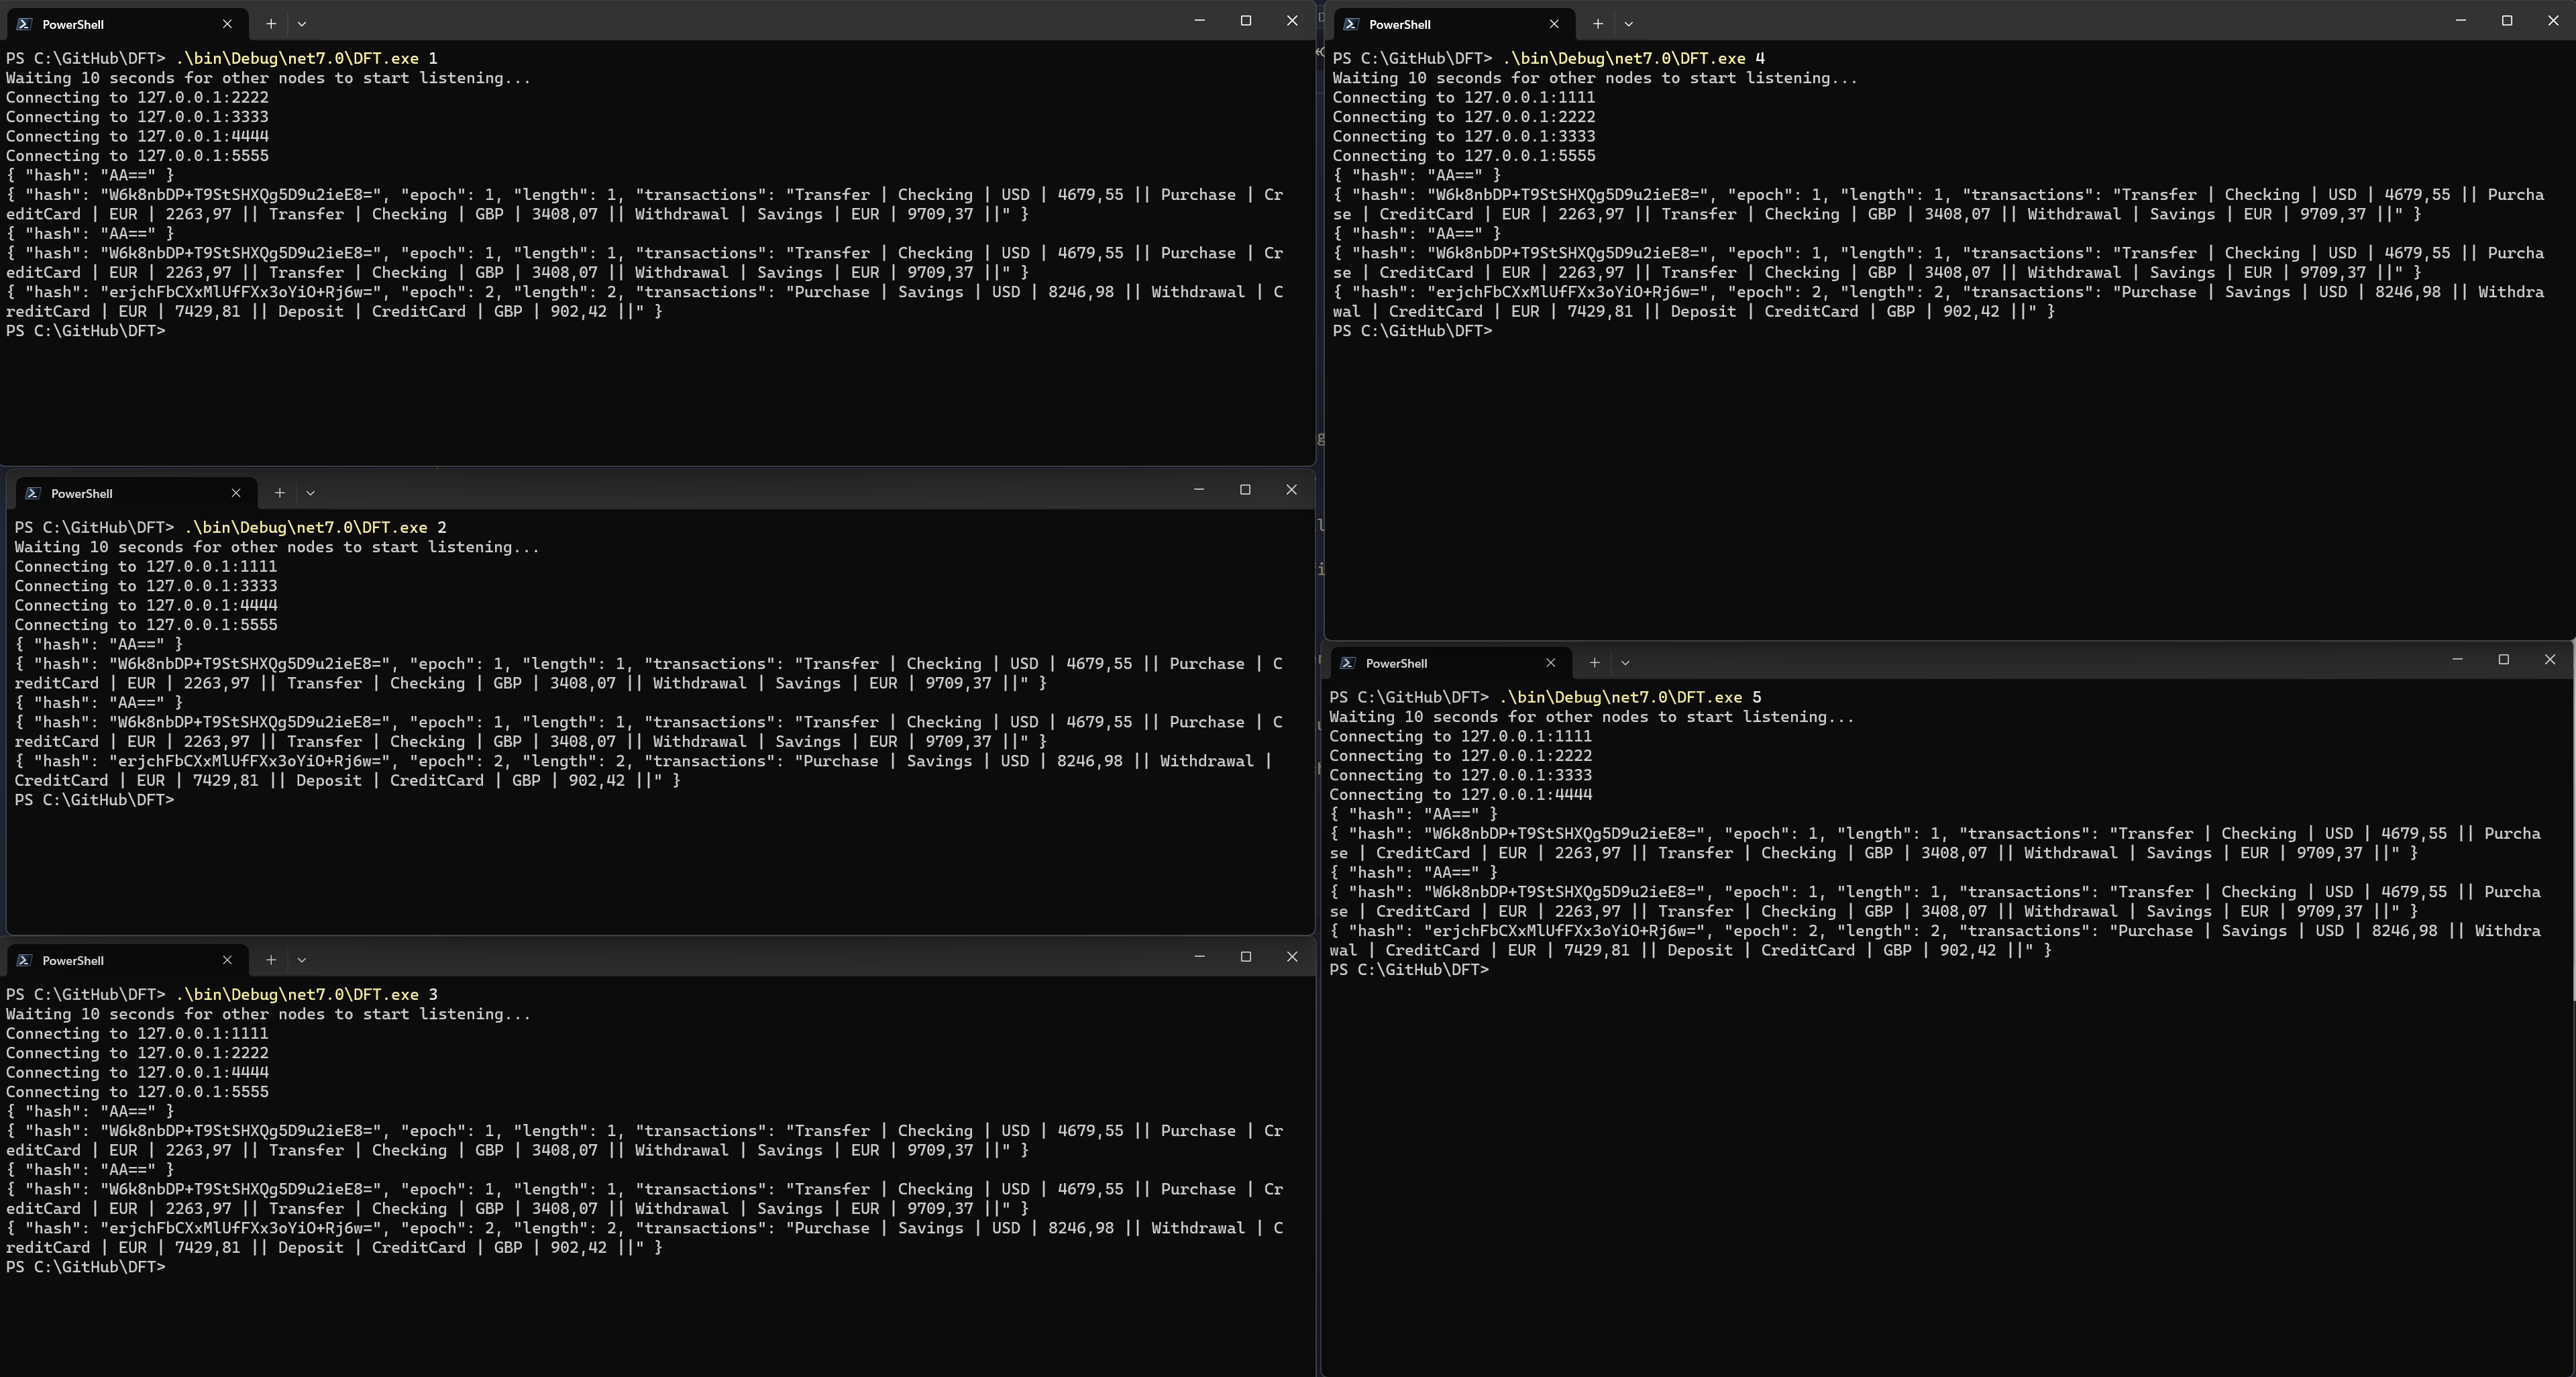 PowerShell
PS C:\GitHub\DFT> .\bin\Debug\net7.0\DFT.exe 1
Waiting 10 seconds for other nodes to start listening...
Connecting to 127.0.0.1:2222
Connecting to 127.0.0.1:3333
Connecting to 127.0.0.1:4444
Connecting to 127.0.0.1:5555
{ "hash": "AA==" }
{ "hash": "W6k8nbDP+T9StSHXQg5D9u2ieE8=", "epoch": 1, "length": 1, "transactions": "Transfer | Checking | USD | 4679,55 || Purchase | Cr
editCard | EUR | 2263,97 || Transfer | Checking | GBP | 3408,07 || Withdrawal | Savings | EUR | 9709,37 ||" }
{ "hash": "AA==" }
{ "hash": "W6k8nbDP+T9StSHXQg5D9u2ieE8=", "epoch": 1, "length": 1, "transactions": "Transfer | Checking | USD | 4679,55 || Purchase | Cr
editCard | EUR | 2263,97 || Transfer | Checking | GBP | 3408,07 || Withdrawal | Savings | EUR | 9709,37 ||" }
{ "hash": "erjchFbCXxMlUfFXx3oYiO+Rj6w=", "epoch": 2, "length": 2, "transactions": "Purchase | Savings | USD | 8246,98 || Withdrawal | C
reditCard | EUR | 7429,81 || Deposit | CreditCard | GBP | 902,42 ||" }
PS C:\GitHub\DFT>
PowerShell
PS C:\GitHub\DFT> .\bin\Debug\net7.0\DFT.exe 2
Waiting 10 seconds for other nodes to start listening...
Connecting to 127.0.0.1:1111
Connecting to 127.0.0.1:3333
Connecting to 127.0.0.1:4444
Connecting to 127.0.0.1:5555
{ "hash": "AA==" }
{ "hash": "W6k8nbDP+T9StSHXQg5D9u2ieE8=", "epoch": 1, "length": 1, "transactions": "Transfer | Checking | USD | 4679,55 || Purchase | C
reditCard | EUR | 2263,97 || Transfer | Checking | GBP | 3408,07 || Withdrawal | Savings | EUR | 9709,37 ||" }
{ "hash": "AA==" }
{ "hash": "W6k8nbDP+T9StSHXQg5D9u2ieE8=", "epoch": 1, "length": 1, "transactions": "Transfer | Checking | USD | 4679,55 || Purchase | C
reditCard | EUR | 2263,97 || Transfer | Checking | GBP | 3408,07 || Withdrawal | Savings | EUR | 9709,37 ||" }
{ "hash": "erjchFbCXxMlUfFXx3oYiO+Rj6w=", "epoch": 2, "length": 2, "transactions": "Purchase | Savings | USD | 8246,98 || Withdrawal |
CreditCard | EUR | 7429,81 || Deposit | CreditCard | GBP | 902,42 ||" }
PS C:\GitHub\DFT>
PowerShell
PS C:\GitHub\DFT> .\bin\Debug\net7.0\DFT.exe 3
Waiting 10 seconds for other nodes to start listening...
Connecting to 127.0.0.1:1111
Connecting to 127.0.0.1:2222
Connecting to 127.0.0.1:4444
Connecting to 127.0.0.1:5555
{ "hash": "AA==" }
{ "hash": "W6k8nbDP+T9StSHXQg5D9u2ieE8=", "epoch": 1, "length": 1, "transactions": "Transfer | Checking | USD | 4679,55 || Purchase | Cr
editCard | EUR | 2263,97 || Transfer | Checking | GBP | 3408,07 || Withdrawal | Savings | EUR | 9709,37 ||" }
{ "hash": "AA==" }
{ "hash": "W6k8nbDP+T9StSHXQg5D9u2ieE8=", "epoch": 1, "length": 1, "transactions": "Transfer | Checking | USD | 4679,55 || Purchase | Cr
editCard | EUR | 2263,97 || Transfer | Checking | GBP | 3408,07 || Withdrawal | Savings | EUR | 9709,37 ||" }
{ "hash": "erjchFbCXxMlUfFXx3oYiO+Rj6w=", "epoch": 2, "length": 2, "transactions": "Purchase | Savings | USD | 8246,98 || Withdrawal | C
reditCard | EUR | 7429,81 || Deposit | CreditCard | GBP | 902,42 ||" }
PS C:\GitHub\DFT>
PowerShell
PS C:\GitHub\DFT> .\bin\Debug\net7.0\DFT.exe 4
Waiting 10 seconds for other nodes to start listening...
Connecting to 127.0.0.1:1111
Connecting to 127.0.0.1:2222
Connecting to 127.0.0.1:3333
Connecting to 127.0.0.1:5555
{ "hash": "AA==" }
{ "hash": "W6k8nbDP+T9StSHXQg5D9u2ieE8=", "epoch": 1, "length": 1, "transactions": "Transfer | Checking | USD | 4679,55 || Purcha
se | CreditCard | EUR | 2263,97 || Transfer | Checking | GBP | 3408,07 || Withdrawal | Savings | EUR | 9709,37 ||" }
{ "hash": "AA==" }
{ "hash": "W6k8nbDP+T9StSHXQg5D9u2ieE8=", "epoch": 1, "length": 1, "transactions": "Transfer | Checking | USD | 4679,55 || Purcha
se | CreditCard | EUR | 2263,97 || Transfer | Checking | GBP | 3408,07 || Withdrawal | Savings | EUR | 9709,37 ||" }
{ "hash": "erjchFbCXxMlUfFXx3oYiO+Rj6w=", "epoch": 2, "length": 2, "transactions": "Purchase | Savings | USD | 8246,98 || Withdra
wal | CreditCard | EUR | 7429,81 || Deposit | CreditCard | GBP | 902,42 ||" }
PS C:\GitHub\DFT>
PowerShell
PS C:\GitHub\DFT> .\bin\Debug\net7.0\DFT.exe 5
Waiting 10 seconds for other nodes to start listening...
Connecting to 127.0.0.1:1111
Connecting to 127.0.0.1:2222
Connecting to 127.0.0.1:3333
Connecting to 127.0.0.1:4444
{ "hash": "AA==" }
{ "hash": "W6k8nbDP+T9StSHXQg5D9u2ieE8=", "epoch": 1, "length": 1, "transactions": "Transfer | Checking | USD | 4679,55 || Purcha
se | CreditCard | EUR | 2263,97 || Transfer | Checking | GBP | 3408,07 || Withdrawal | Savings | EUR | 9709,37 ||" }
{ "hash": "AA==" }
{ "hash": "W6k8nbDP+T9StSHXQg5D9u2ieE8=", "epoch": 1, "length": 1, "transactions": "Transfer | Checking | USD | 4679,55 || Purcha
se | CreditCard | EUR | 2263,97 || Transfer | Checking | GBP | 3408,07 || Withdrawal | Savings | EUR | 9709,37 ||" }
{ "hash": "erjchFbCXxMlUfFXx3oYiO+Rj6w=", "epoch": 2, "length": 2, "transactions": "Purchase | Savings | USD | 8246,98 || Withdra
wal | CreditCard | EUR | 7429,81 || Deposit | CreditCard | GBP | 902,42 ||" }
PS C:\GitHub\DFT>